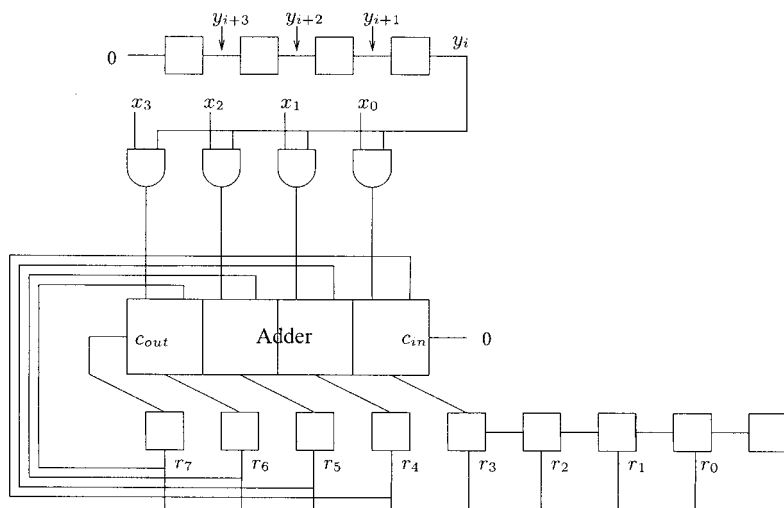 y_{i+3} y_{i+2} y_{i+1}
0 y_i
x_3 x_2 x_1 x_0
c_{out} Adder c_{in} 0
r_7 r_6 r_5 r_4 r_3 r_2 r_1 r_0